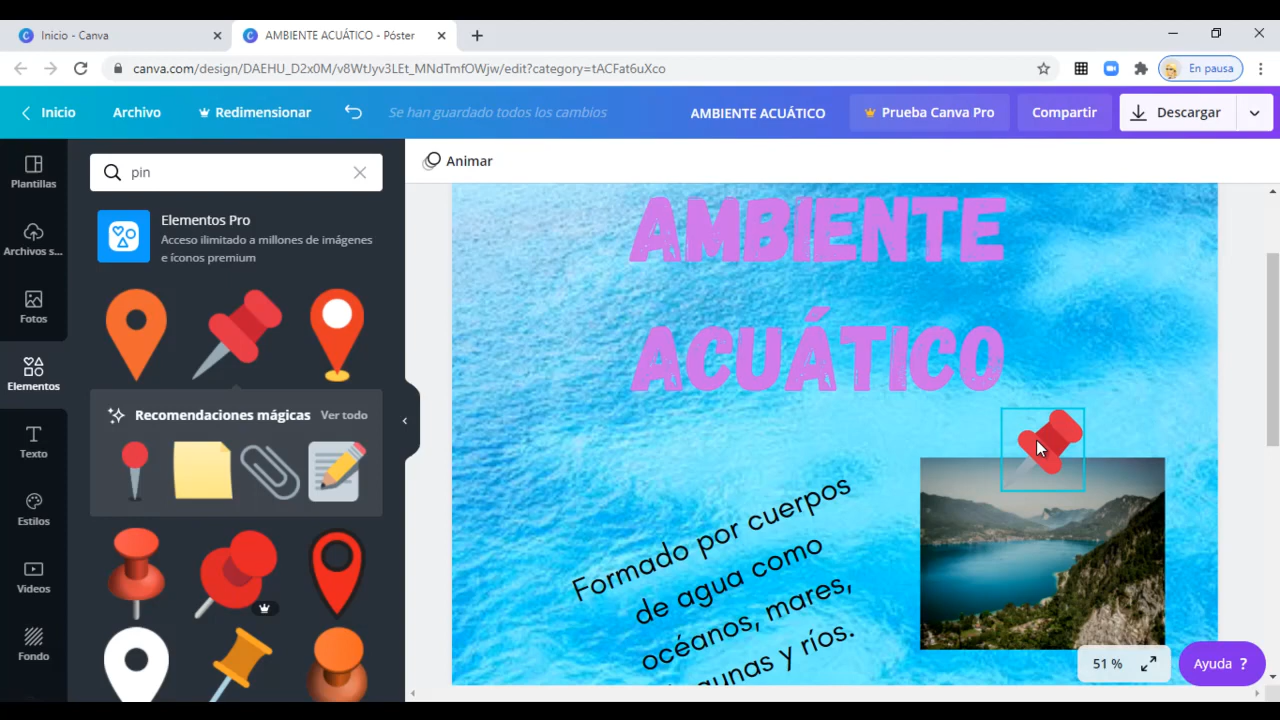 Inicio - Canva
AMBIENTE ACUÁTICO - Póster
canva.com/design/DAEHU_D2x0M/v8WtJyv3LEt_MNdTmfOWjw/edit?category=tACFat6uXco
En pausa
Inicio
Archivo
Redimensionar
Se han guardado todos los cambios
AMBIENTE ACUÁTICO
Prueba Canva Pro
Compartir
Descargar
Plantillas
Archivos s...
Fotos
Elementos
Texto
Estilos
Videos
Fondo
pin
Elementos Pro
Acceso ilimitado a millones de imágenes
e íconos premium
Recomendaciones mágicas
Ver todo
Animar
AMBIENTE
ACUÁTICO
Formado por cuerpos
de agua como
océanos, mares,
y ríos.
51 %
Ayuda ?